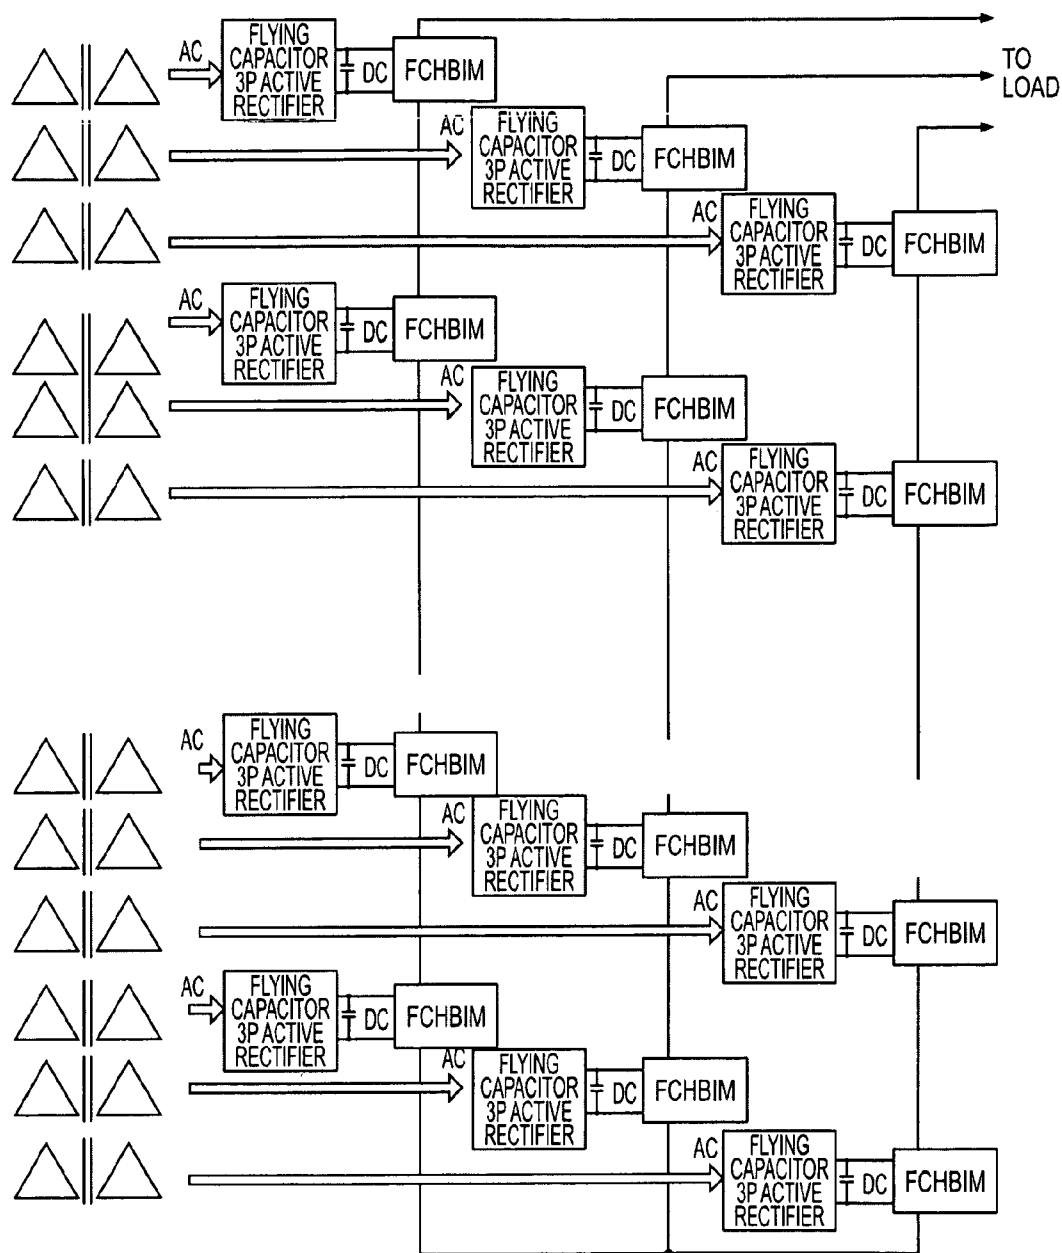 AC
FLYING
CAPACITOR
3P ACTIVE
RECTIFIER
DC
FCHBIM
TO
LOAD
AC
FLYING
CAPACITOR
3P ACTIVE
RECTIFIER
DC
FCHBIM
AC
FLYING
CAPACITOR
3P ACTIVE
RECTIFIER
DC
FCHBIM
AC
FLYING
CAPACITOR
3P ACTIVE
RECTIFIER
DC
FCHBIM
AC
FLYING
CAPACITOR
3P ACTIVE
RECTIFIER
DC
FCHBIM
AC
FLYING
CAPACITOR
3P ACTIVE
RECTIFIER
DC
FCHBIM
AC
FLYING
CAPACITOR
3P ACTIVE
RECTIFIER
DC
FCHBIM
AC
FLYING
CAPACITOR
3P ACTIVE
RECTIFIER
DC
FCHBIM
AC
FLYING
CAPACITOR
3P ACTIVE
RECTIFIER
DC
FCHBIM
AC
FLYING
CAPACITOR
3P ACTIVE
RECTIFIER
DC
FCHBIM
AC
FLYING
CAPACITOR
3P ACTIVE
RECTIFIER
DC
FCHBIM
AC
FLYING
CAPACITOR
3P ACTIVE
RECTIFIER
DC
FCHBIM